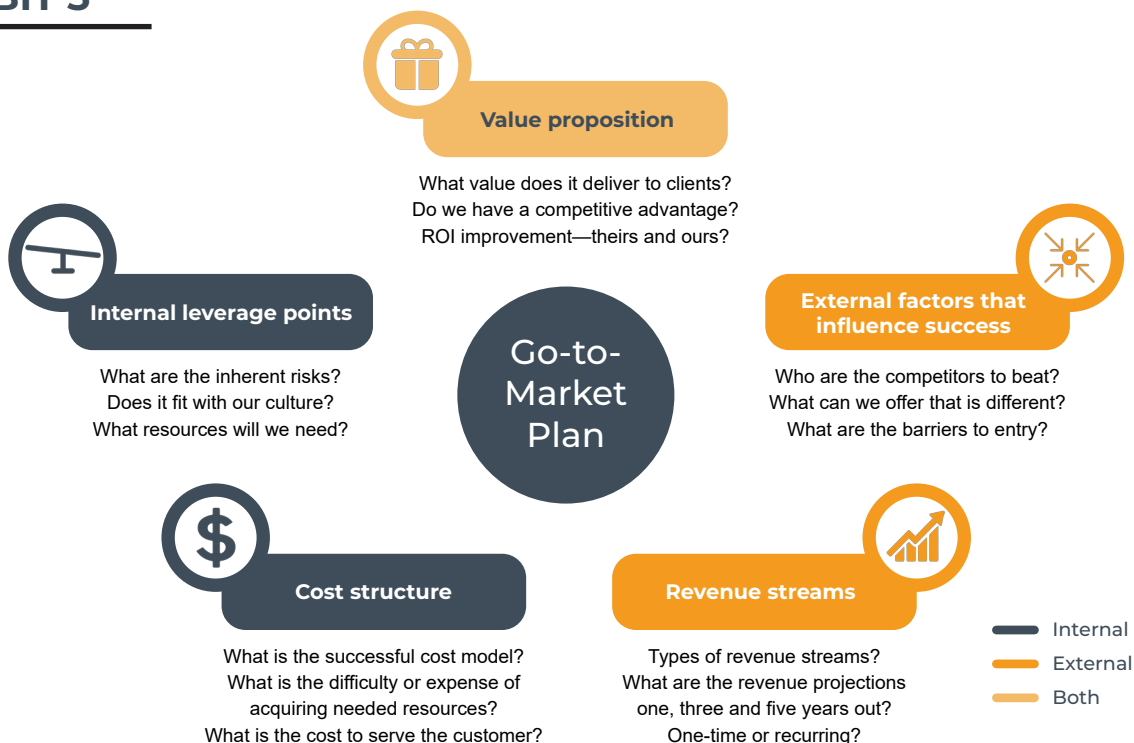 Value proposition
What value does it deliver to clients?
Do we have a competitive advantage?
ROI improvement—theirs and ours?
Internal leverage points
What are the inherent risks?
Does it fit with our culture?
What resources will we need?
Go-to-
Market
Plan
External factors that
influence success
Who are the competitors to beat?
What can we offer that is different?
What are the barriers to entry?
$
Cost structure
What is the successful cost model?
What is the difficulty or expense of
acquiring needed resources?
What is the cost to serve the customer?
Revenue streams
Types of revenue streams?
What are the revenue projections
one, three and five years out?
One-time or recurring?
Internal
External
Both